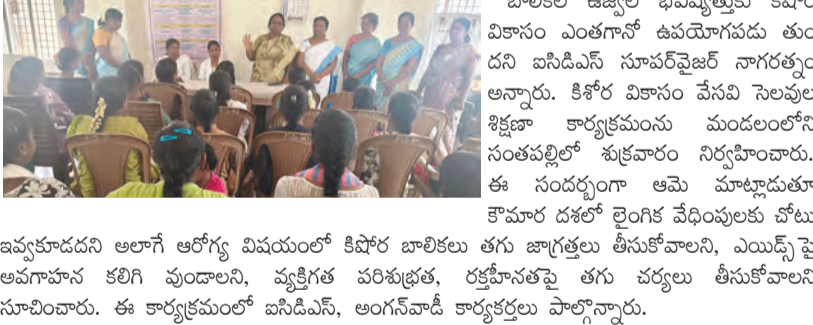 బాలికల ఉజ్వల భవిష్యత్తుకు కిషోర
వికాసం ఎంతగానో ఉపయోగపడు తుం
దని ఐసిడిఎస్ సూపర్‌వైజర్ నాగరత్నం
అన్నారు. కిశోర వికాసం వేసవి సెలవుల
శిక్షణా కార్యక్రమంను మండలంలోని
సంతపల్లిలో శుక్రవారం నిర్వహించారు.
ఈ సందర్భంగా ఆమె మాట్లాడుతూ
కౌమార దశలో లైంగిక వేధింపులకు చోటు
ఇవ్వకూడదని అలాగే ఆరోగ్య విషయంలో కిషోర బాలికలు తగు జాగ్రత్తలు తీసుకోవాలని, ఎయిడ్స్‌పై
అవగాహన కలిగి వుండాలని, వ్యక్తిగత పరిశుభ్రత, రక్తహీనతపై తగు చర్యలు తీసుకోవాలని
సూచించారు. ఈ కార్యక్రమంలో ఐసిడిఎస్, అంగన్‌వాడీ కార్యకర్తలు పాల్గొన్నారు.